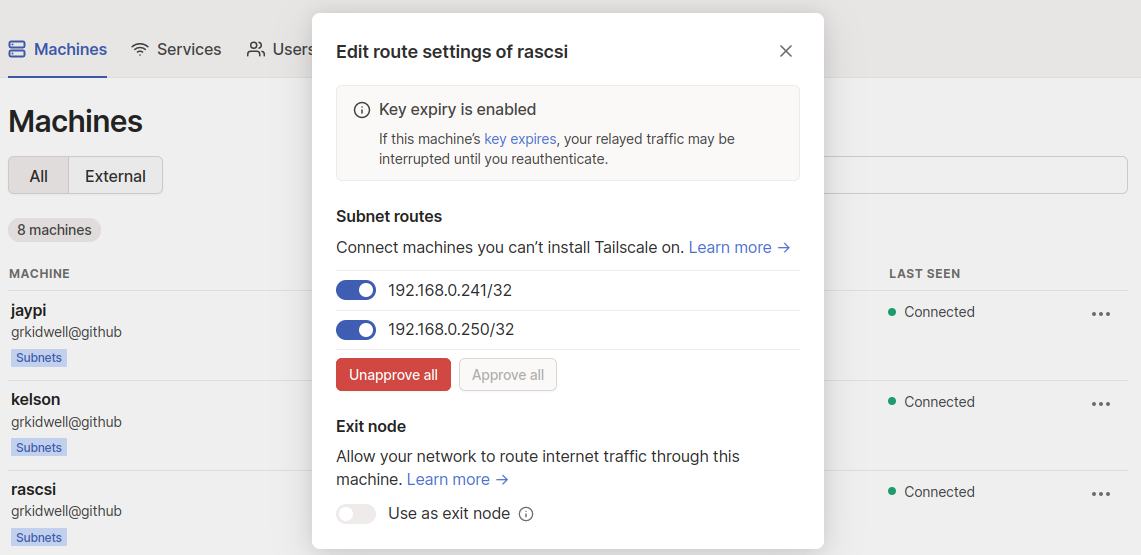 Machines
Services
Users
Machines
All
External
8 machines
MACHINE
LAST SEEN
jaypi
grkidwell@github
Subnets
Connected
kelson
grkidwell@github
Subnets
Connected
rascsi
grkidwell@github
Subnets
Connected
Edit route settings of rascsi
Key expiry is enabled
If this machine’s key expires, your relayed traffic may be
interrupted until you reauthenticate.
Subnet routes
Connect machines you can’t install Tailscale on. Learn more →
192.168.0.241/32
192.168.0.250/32
Unapprove all
Approve all
Exit node
Allow your network to route internet traffic through this
machine. Learn more →
Use as exit node